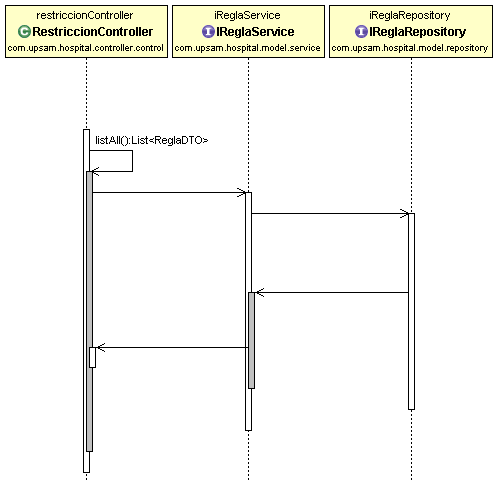 restriccionController
C RestriccionController
com.upsam.hospital.controller.control
iReglaService
I IReglaService
com.upsam.hospital.model.service
iReglaRepository
I IReglaRepository
com.upsam.hospital.model.repository
listAll():List<ReglaDTO>